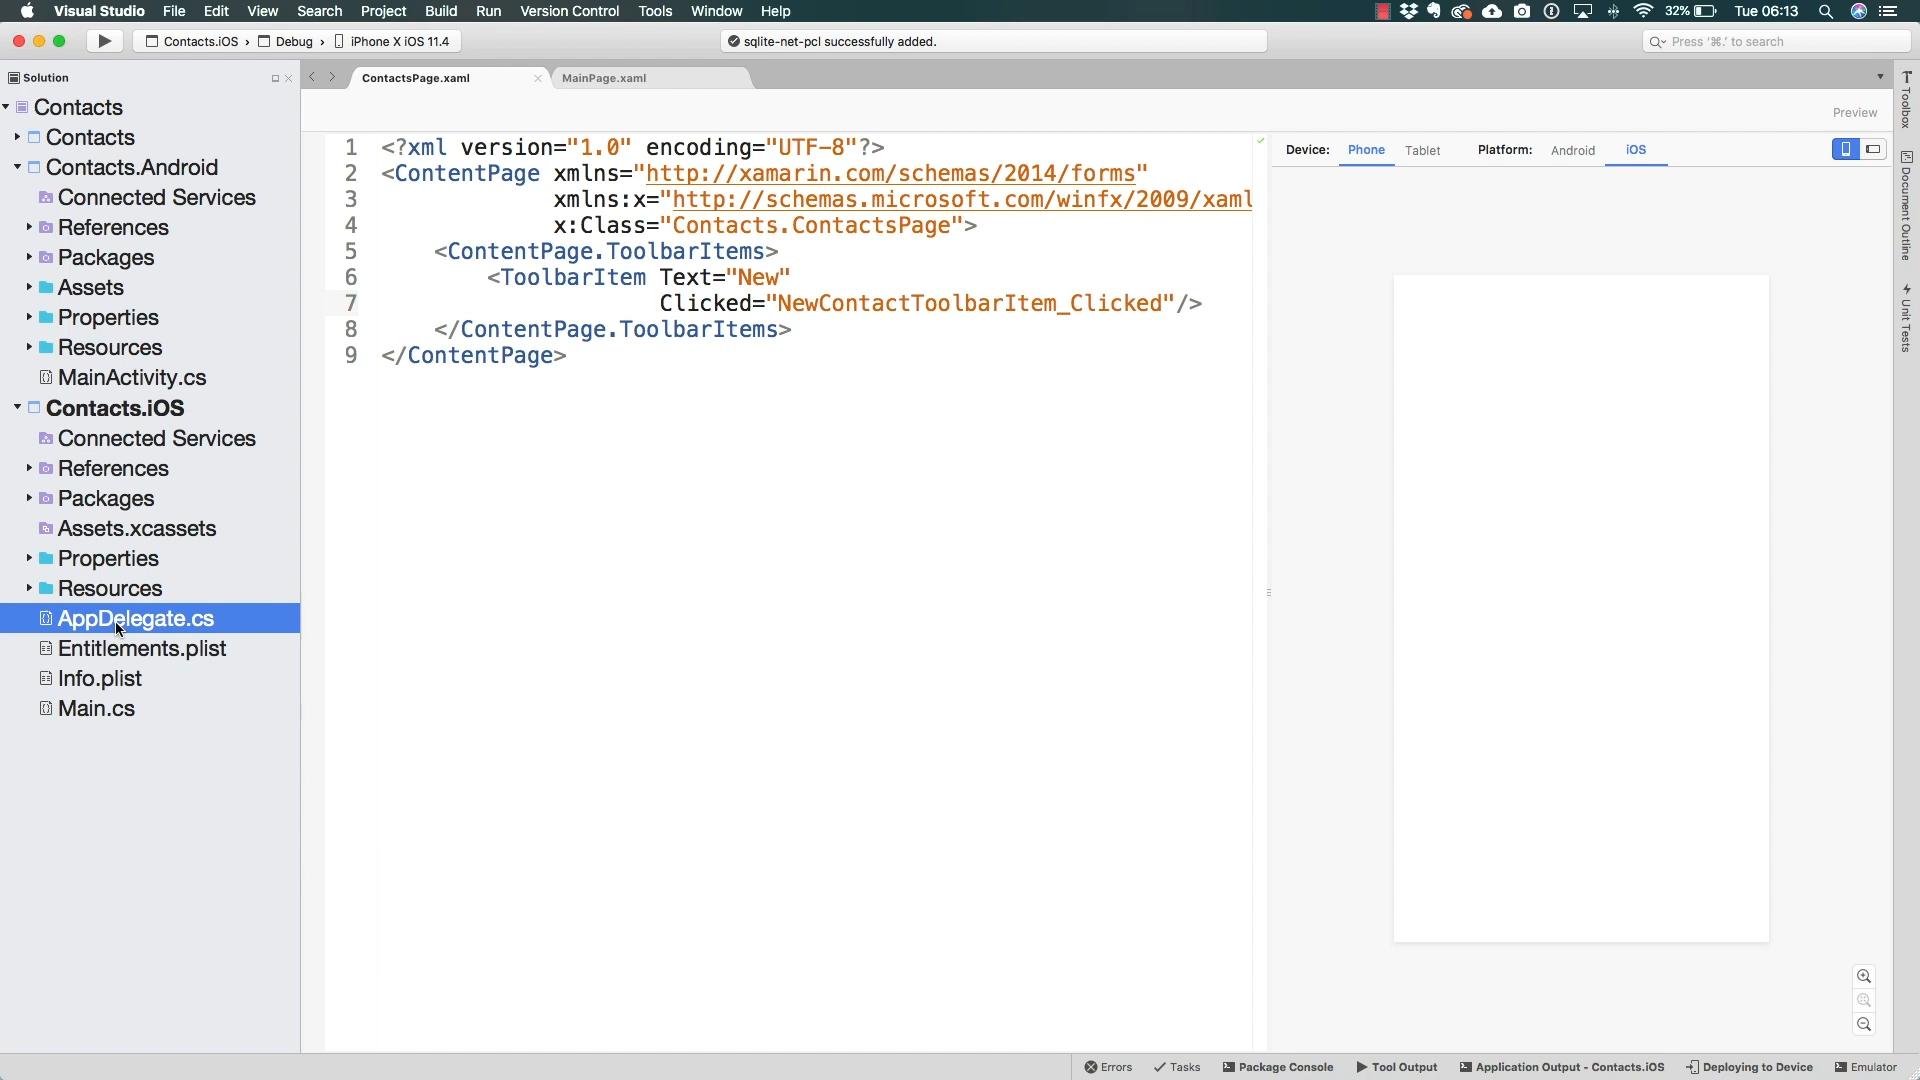 Visual Studio File Edit View Search Project Build Run Version Control Tools Window Help
32% Tue 06:13
Contacts.iOS › Debug › iPhone X iOS 11.4
sqlite-net-pcl successfully added.
Press '⌘.' to search
Solution
Contacts
Contacts
Contacts.Android
Connected Services
References
Packages
Assets
Properties
Resources
MainActivity.cs
Contacts.iOS
Connected Services
References
Packages
Assets.xcassets
Properties
Resources
AppDelegate.cs
Entitlements.plist
Info.plist
Main.cs
ContactsPage.xaml
MainPage.xaml
Preview
1 <?xml version="1.0" encoding="UTF-8"?>
2 <ContentPage xmlns="http://xamarin.com/schemas/2014/forms"
3 xmlns:x="http://schemas.microsoft.com/winfx/2009/xaml
4 x:Class="Contacts.ContactsPage">
5 <ContentPage.ToolbarItems>
6 <ToolbarItem Text="New"
7 Clicked="NewContactToolbarItem_Clicked"/>
8 </ContentPage.ToolbarItems>
9 </ContentPage>
Device: Phone Tablet Platform: Android iOS
Toolbox
Document Outline
Unit Tests
Errors Tasks Package Console Tool Output Application Output - Contacts.iOS Deploying to Device Emulator